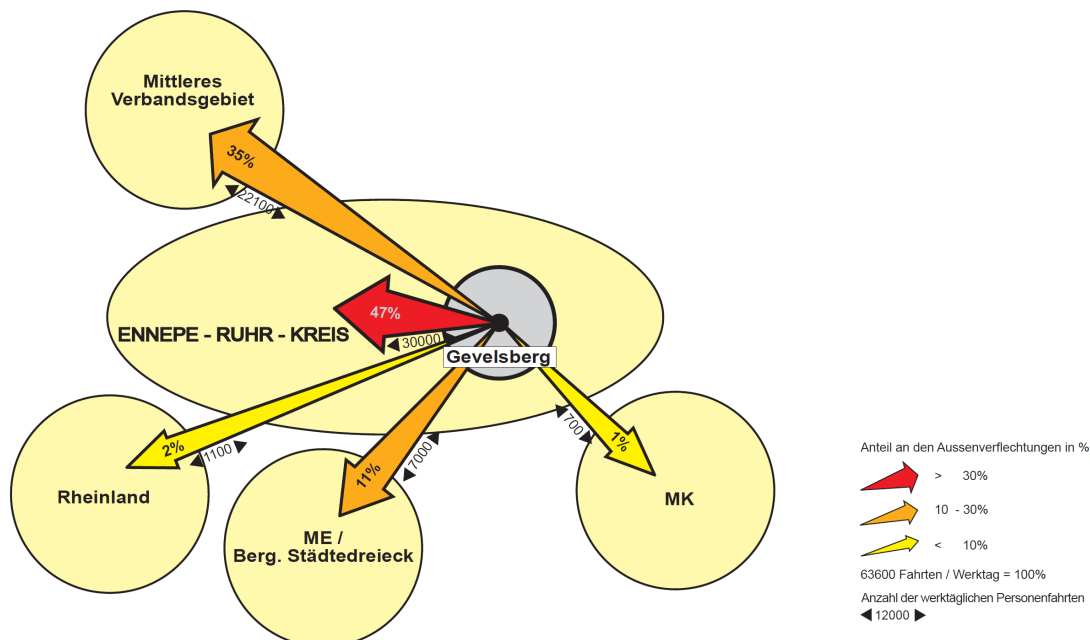 Mittleres
Verbandsgebiet
35%
22100
47%
ENNEPE - RUHR - KREIS
30000
Gevelsberg
2%
1100
Rheinland
11%
7000
ME /
Berg. Städtedreieck
1%
700
MK
Anteil an den Aussenverflechtungen in %
> 30%
10 - 30%
< 10%
63600 Fahrten / Werktag = 100%
Anzahl der werktäglichen Personenfahrten
12000